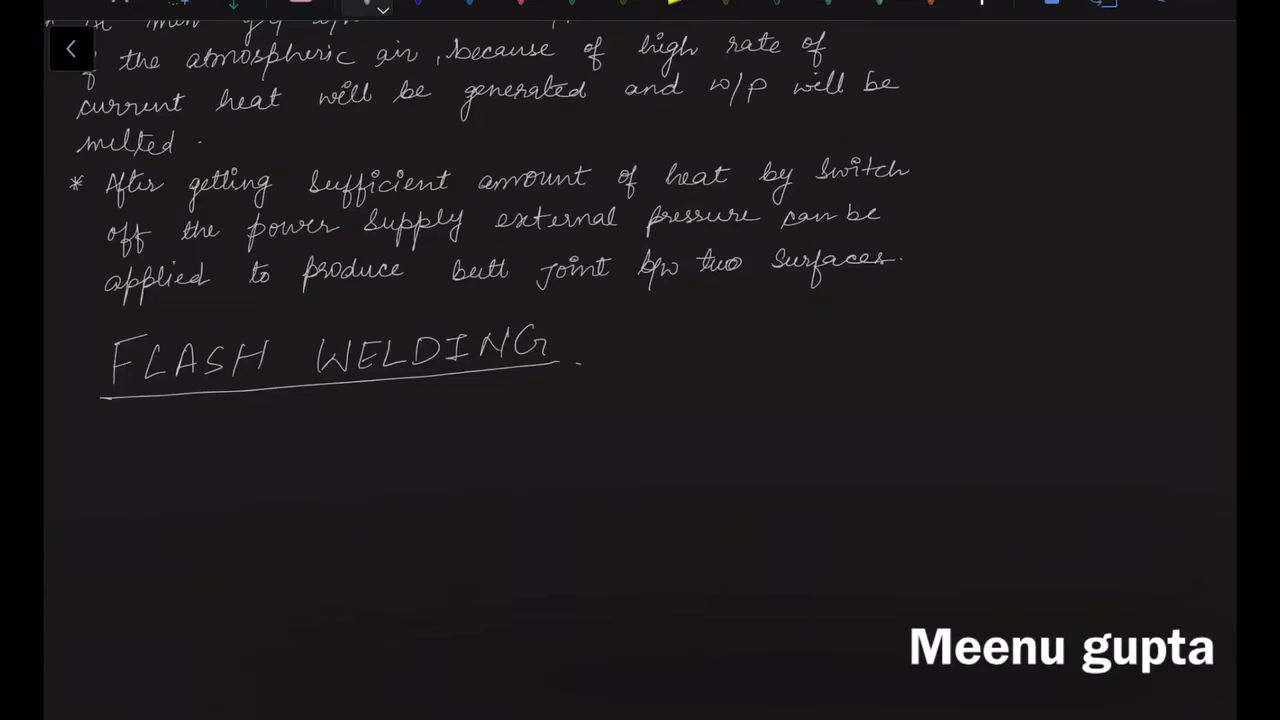 of the atmospheric air, because of high rate of
current heat will be generated and w/p will be
melted.
* After getting sufficient amount of heat by switch
off the power supply external pressure can be
applied to produce butt joint b/w two surfaces.
FLASH WELDING.
Meenu gupta